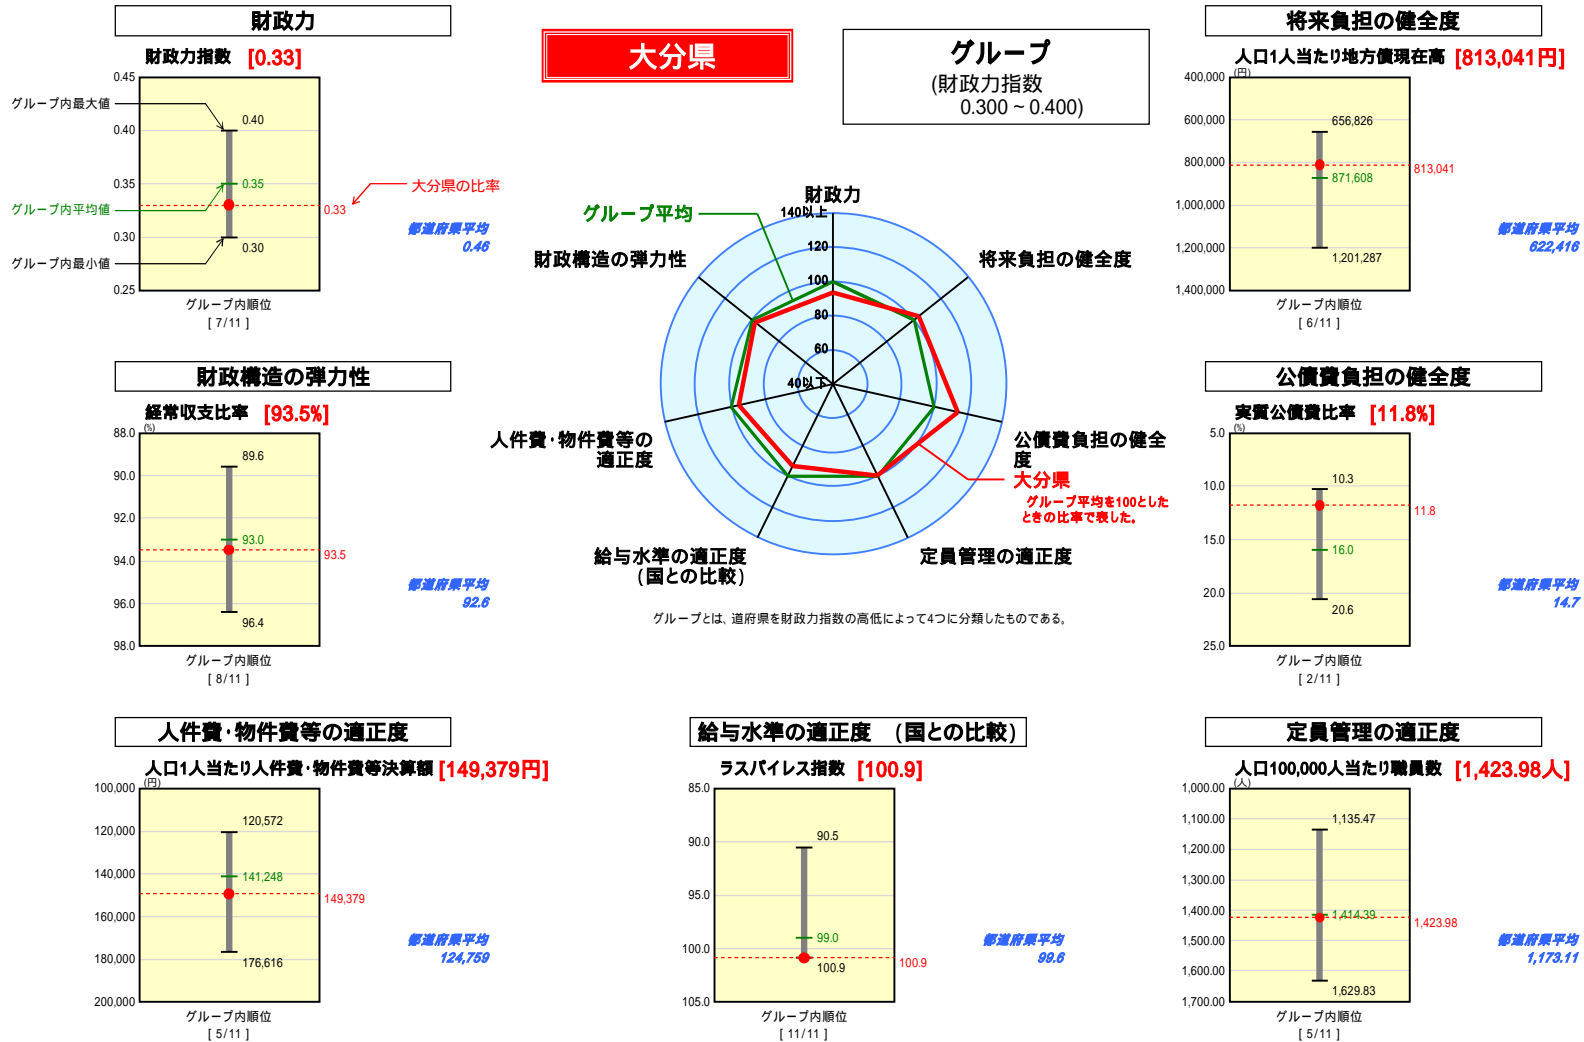 財政力
財政力指数 [0.33]
0.45
0.40
0.35
0.30
0.25
グループ内最大値
グループ内平均値
グループ内最小値
0.40
0.35
0.30
0.33
大分県の比率
都道府県平均
0.46
グループ内順位
[ 7/11 ]
大分県
グループ
(財政力指数
0.300 ~ 0.400)
将来負担の健全度
人口1人当たり地方債現在高 [813,041円]
(円)
400,000
600,000
800,000
1,000,000
1,200,000
1,400,000
656,826
871,608
1,201,287
813,041
都道府県平均
622,416
グループ内順位
[ 6/11 ]
財政力
グループ平均
140以上
120
100
80
60
40以下
財政構造の弾力性
将来負担の健全度
人件費・物件費等の
適正度
公債費負担の健全
度
大分県
グループ平均を100とした
ときの比率で表した。
給与水準の適正度
(国との比較)
定員管理の適正度
グループとは、道府県を財政力指数の高低によって4つに分類したものである。
財政構造の弾力性
経常収支比率 [93.5%]
(%)
88.0
90.0
92.0
94.0
96.0
98.0
89.6
93.0
96.4
93.5
都道府県平均
92.6
グループ内順位
[ 8/11 ]
公債費負担の健全度
実質公債費比率 [11.8%]
(%)
5.0
10.0
15.0
20.0
25.0
10.3
16.0
20.6
11.8
都道府県平均
14.7
グループ内順位
[ 2/11 ]
人件費・物件費等の適正度
人口1人当たり人件費・物件費等決算額 [149,379円]
(円)
100,000
120,000
140,000
160,000
180,000
200,000
120,572
141,248
176,616
149,379
都道府県平均
124,759
グループ内順位
[ 5/11 ]
給与水準の適正度 (国との比較)
ラスパイレス指数 [100.9]
85.0
90.0
95.0
100.0
105.0
90.5
99.0
100.9
100.9
都道府県平均
99.6
グループ内順位
[ 11/11 ]
定員管理の適正度
人口100,000人当たり職員数 [1,423.98人]
(人)
1,000.00
1,100.00
1,200.00
1,300.00
1,400.00
1,500.00
1,600.00
1,700.00
1,135.47
1,414.39
1,629.83
1,423.98
都道府県平均
1,173.11
グループ内順位
[ 5/11 ]